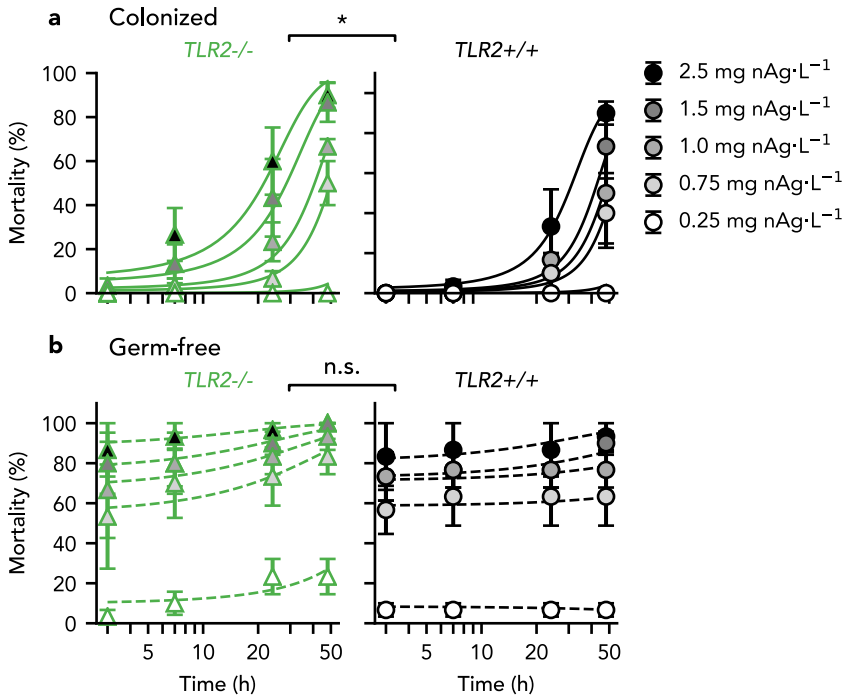 a Colonized
TLR2-/- * TLR2+/+
Mortality (%)
100
80
60
40
20
0
2.5 mg nAg·L⁻¹
1.5 mg nAg·L⁻¹
1.0 mg nAg·L⁻¹
0.75 mg nAg·L⁻¹
0.25 mg nAg·L⁻¹
b Germ-free
TLR2-/- n.s. TLR2+/+
Mortality (%)
100
80
60
40
20
0
5 10 20 50 5 10 20 50
Time (h) Time (h)